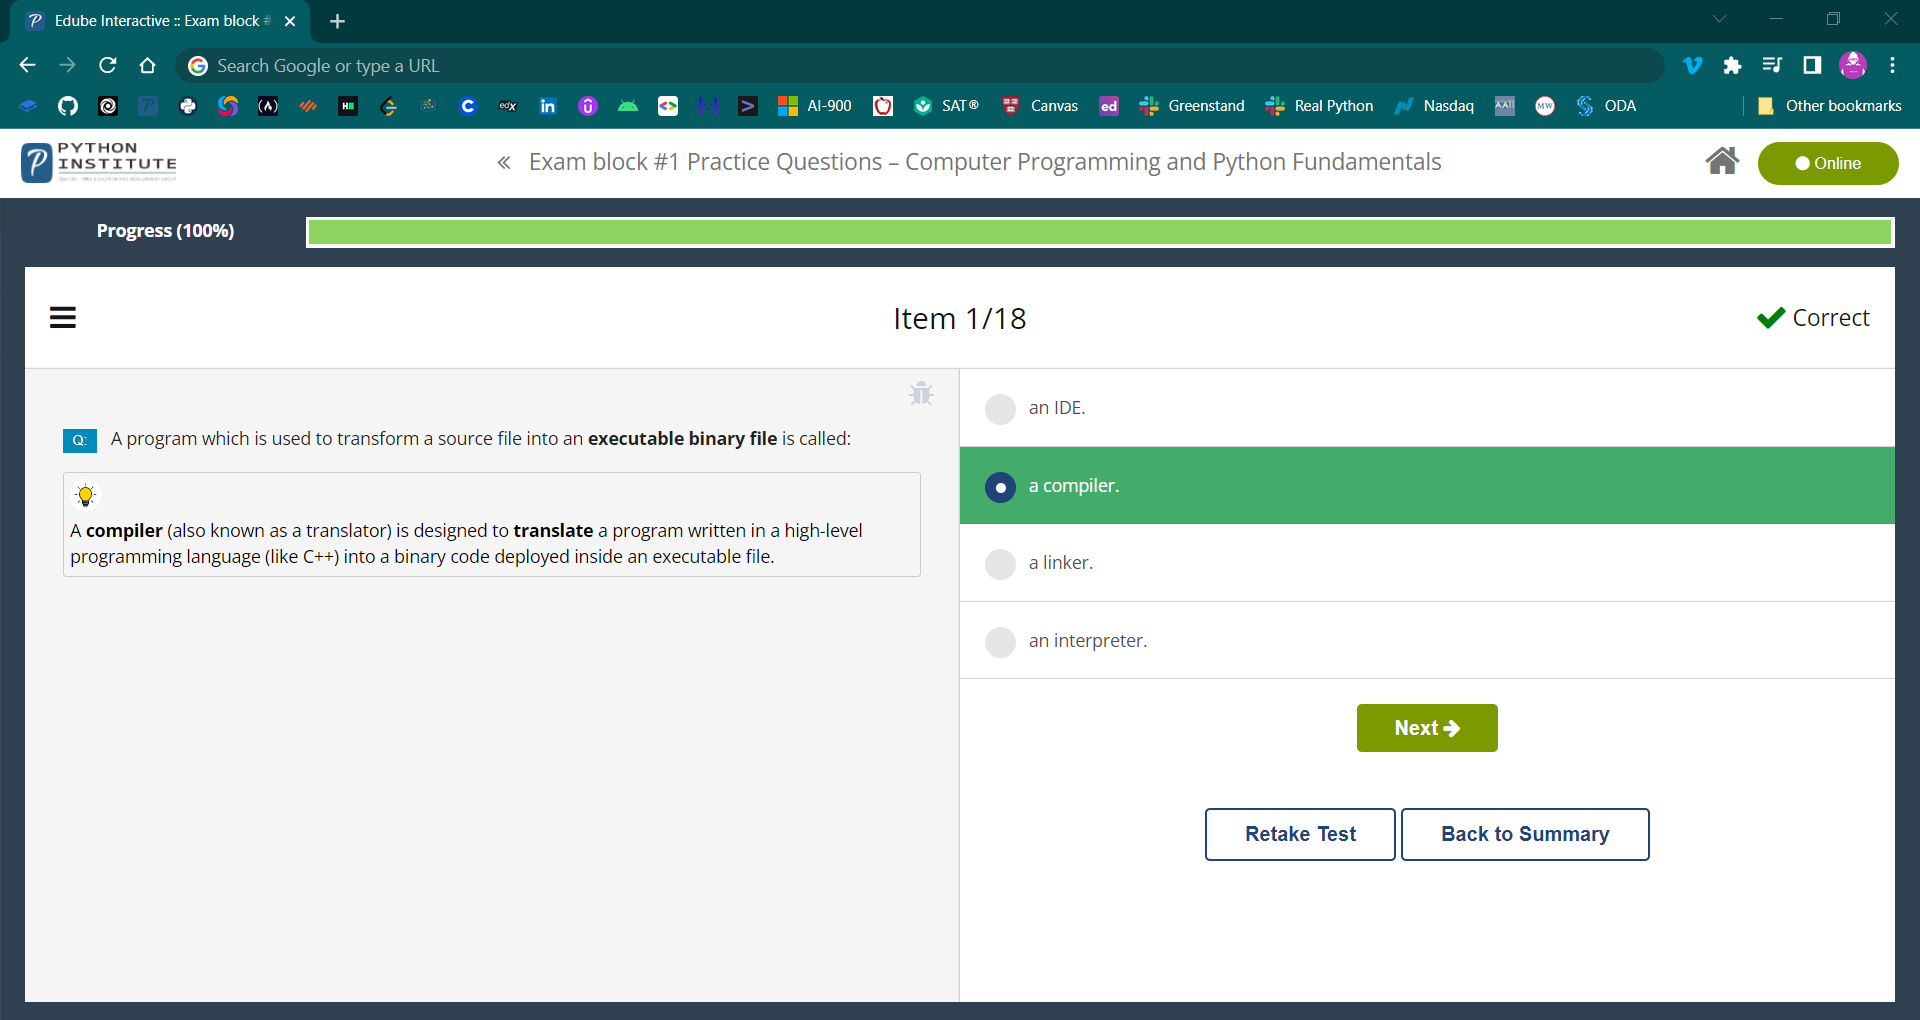 Edube Interactive :: Exam block #
Search Google or type a URL
AI-900 SAT® Canvas ed Greenstand Real Python Nasdaq MW ODA Other bookmarks
PYTHON
INSTITUTE
« Exam block #1 Practice Questions – Computer Programming and Python Fundamentals
Online
Progress (100%)
Item 1/18
Correct
Q: A program which is used to transform a source file into an executable binary file is called:
A compiler (also known as a translator) is designed to translate a program written in a high-level
programming language (like C++) into a binary code deployed inside an executable file.
an IDE.
a compiler.
a linker.
an interpreter.
Next
Retake Test
Back to Summary